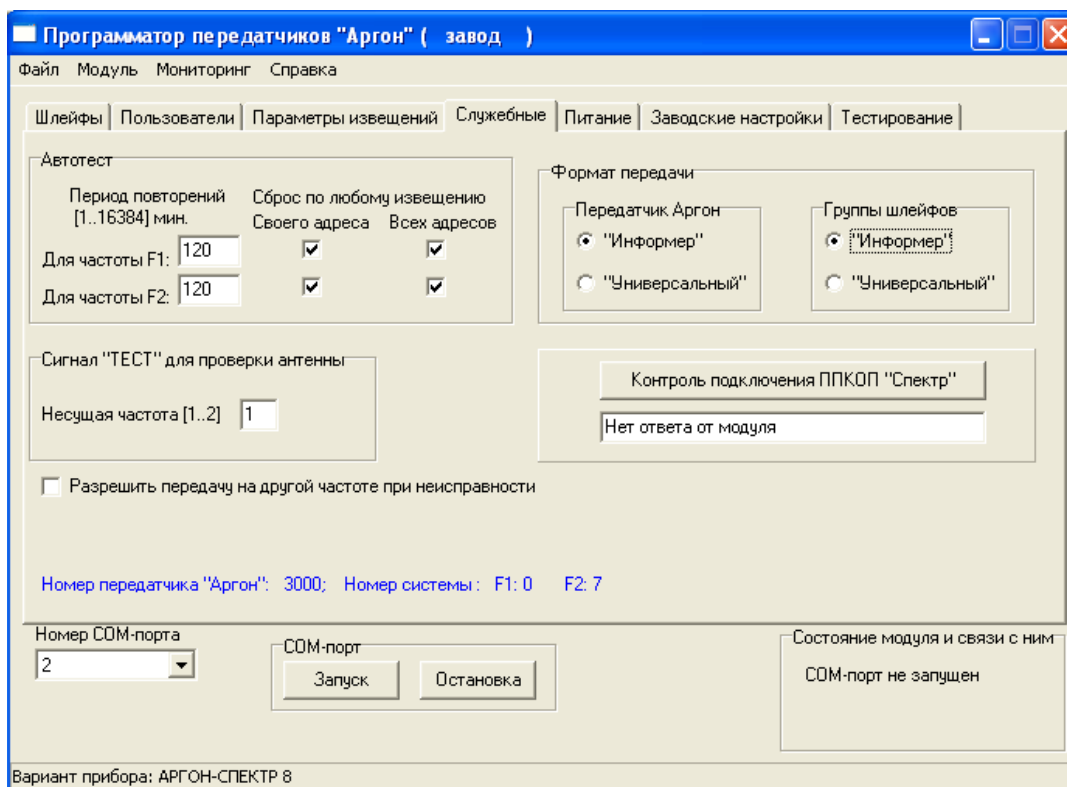 Программатор передатчиков "Аргон" ( завод )
Файл Модуль Мониторинг Справка
Шлейфы Пользователи Параметры извещений Служебные Питание Заводские настройки Тестирование
Автотест
Период повторений
[1..16384] мин.
Сброс по любому извещению
Своего адреса Всех адресов
Для частоты F1: 120
Для частоты F2: 120
Формат передачи
Передатчик Аргон
"Информер"
"Универсальный"
Группы шлейфов
"Информер"
"Универсальный"
Сигнал "ТЕСТ" для проверки антенны
Несущая частота [1..2] 1
Контроль подключения ППКОП "Спектр"
Нет ответа от модуля
Разрешить передачу на другой частоте при неисправности
Номер передатчика "Аргон": 3000; Номер системы : F1: 0 F2: 7
Номер COM-порта
2
COM-порт
Запуск Остановка
Состояние модуля и связи с ним
COM-порт не запущен
Вариант прибора: АРГОН-СПЕКТР 8